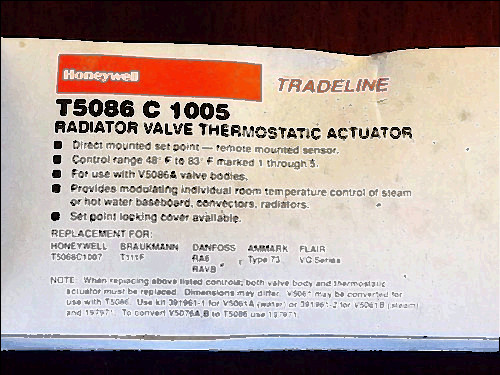 Honeywell
TRADELINE
T5086 C 1005
RADIATOR VALVE THERMOSTATIC ACTUATOR
■ Direct mounted set point — remote mounted sensor.
■ Control range 48° F to 83° F marked 1 through 5.
■ For use with V5086A valve bodies.
■ Provides modulating individual room temperature control of steam
or hot water baseboard, convectors, radiators.
■ Set point locking cover available.
REPLACEMENT FOR:
HONEYWELL BRAUKMANN DANFOSS AMMARK FLAIR
T5068C1007 T111F RA6 Type 73 VC Series
RAVB
NOTE: When replacing above listed controls, both valve body and thermostatic
actuator must be replaced. Dimensions may differ. V5061 may be converted for
use with T5086. Use kit 391961-1 for V5061A (water) or 391961-2 for V5061B (steam)
and 197971. To convert V5076A,B to T5086 use 197971.